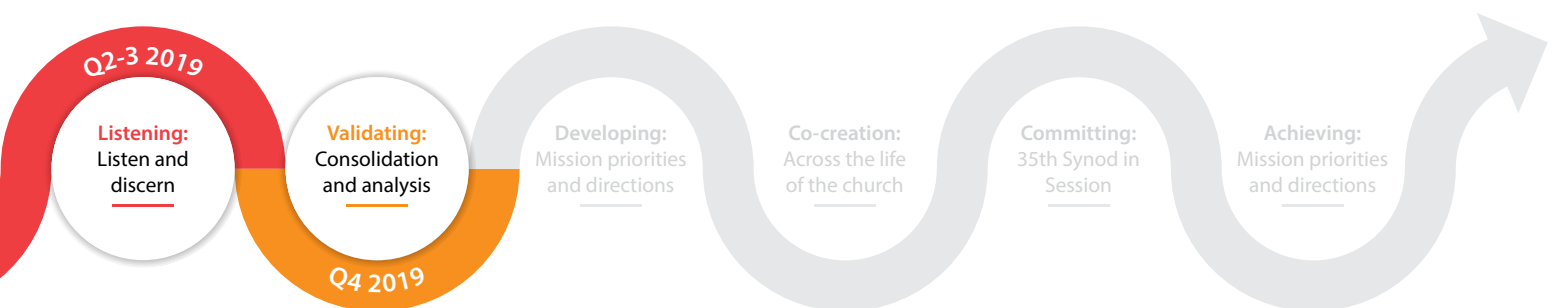 Q2-3 2019
Listening:
Listen and
discern
Validating:
Consolidation
and analysis
Q4 2019
Developing:
Mission priorities
and directions
Co-creation:
Across the life
of the church
Committing:
35th Synod in
Session
Achieving:
Mission priorities
and directions